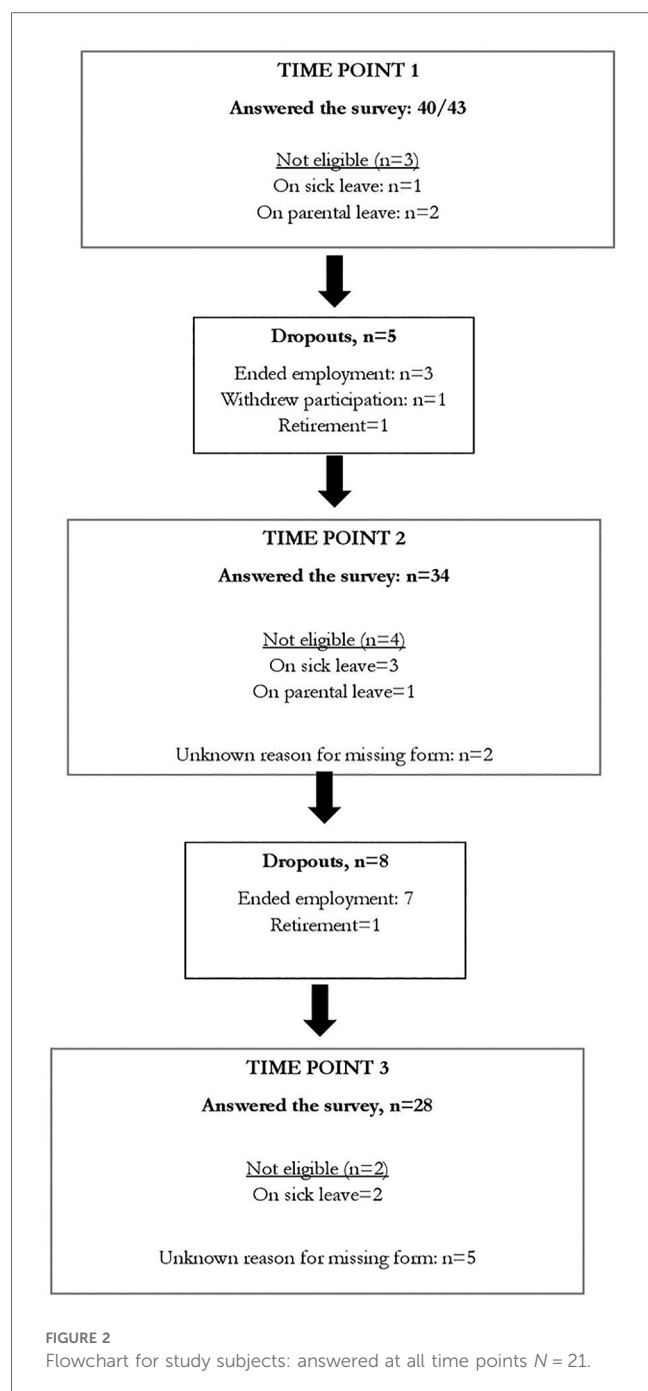 TIME POINT 1
Answered the survey: 40/43
Not eligible (n=3)
On sick leave: n=1
On parental leave: n=2
Dropouts, n=5
Ended employment: n=3
Withdrew participation: n=1
Retirement=1
TIME POINT 2
Answered the survey: n=34
Not eligible (n=4)
On sick leave=3
On parental leave=1
Unknown reason for missing form: n=2
Dropouts, n=8
Ended employment: 7
Retirement=1
TIME POINT 3
Answered the survey, n=28
Not eligible (n=2)
On sick leave=2
Unknown reason for missing form: n=5
FIGURE 2
Flowchart for study subjects: answered at all time points N = 21.